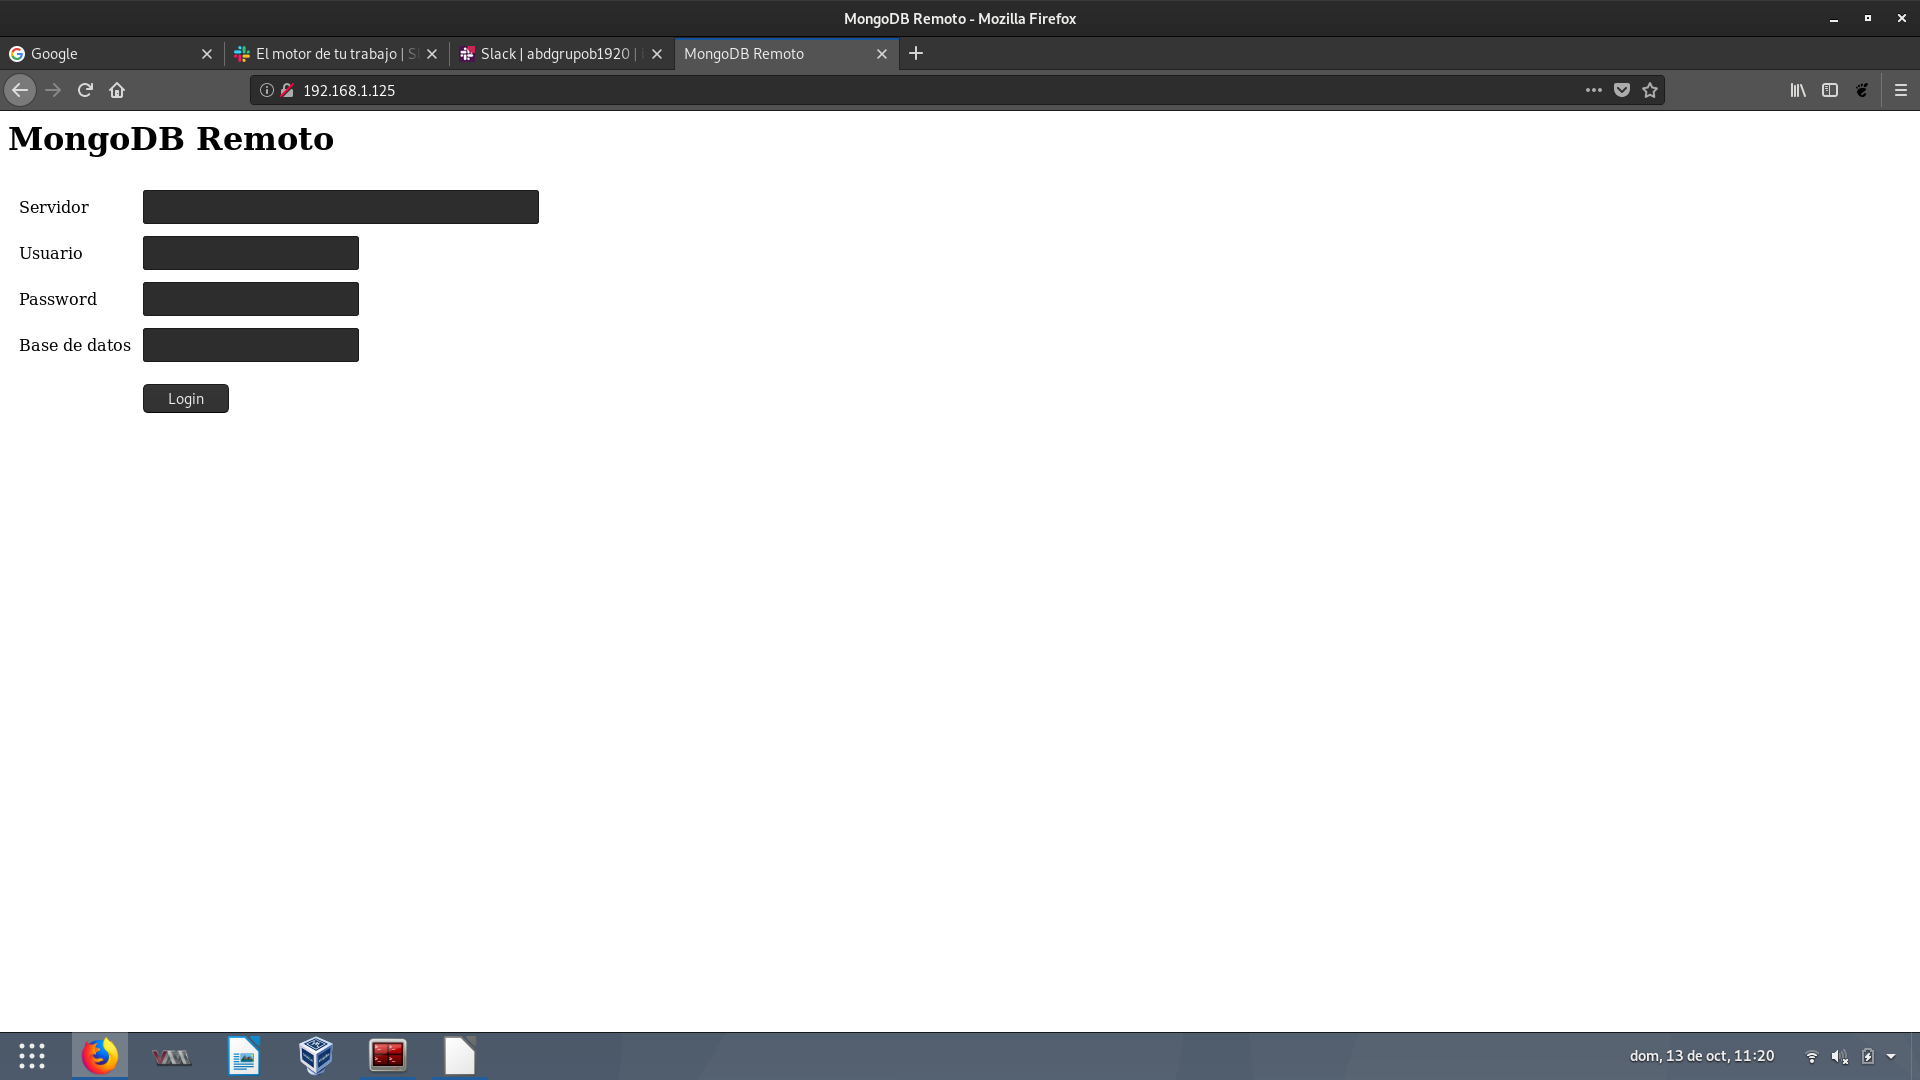 MongoDB Remoto - Mozilla Firefox
Google
El motor de tu trabajo | S
Slack | abdgrupob1920 |
MongoDB Remoto
192.168.1.125
MongoDB Remoto
Servidor
Usuario
Password
Base de datos
Login
dom, 13 de oct, 11:20